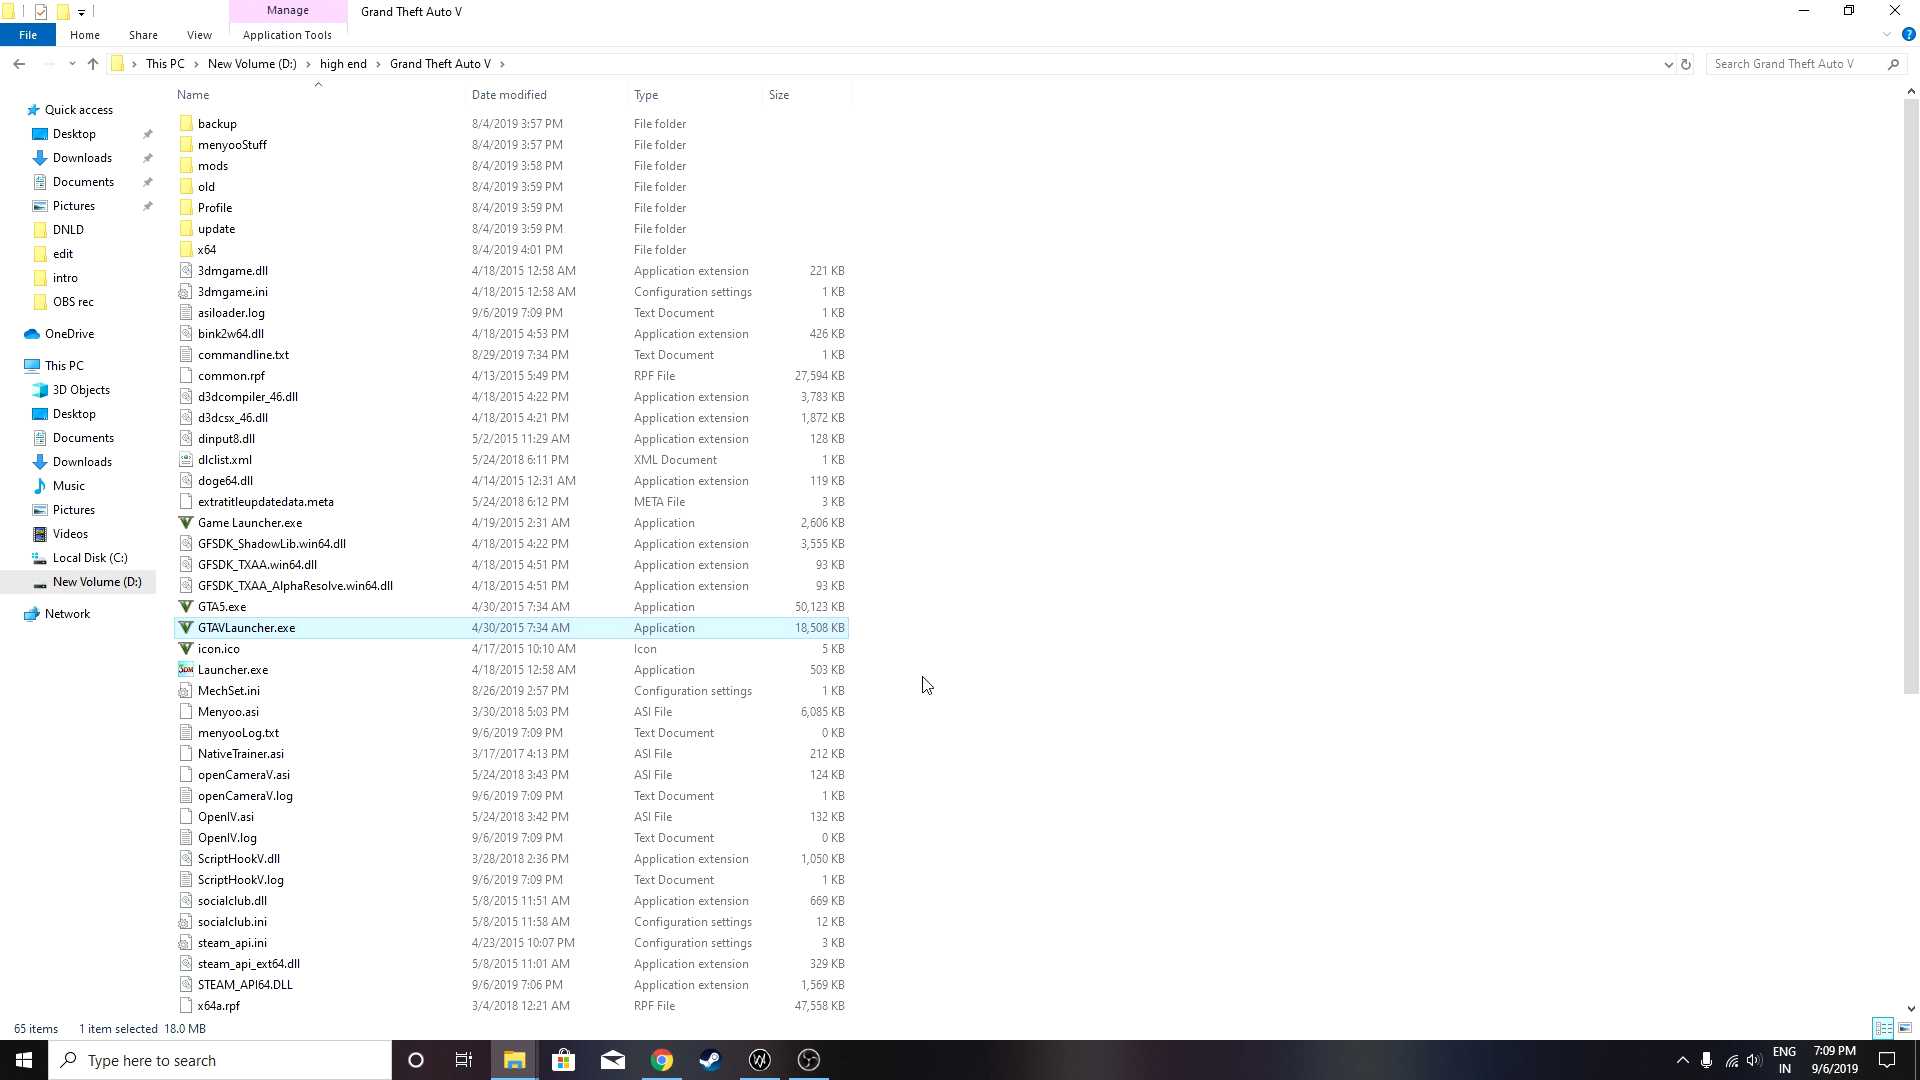 Manage
Grand Theft Auto V
File
Home
Share
View
Application Tools
This PC
New Volume (D:)
high end
Grand Theft Auto V
Search Grand Theft Auto V
Quick access
Desktop
Downloads
Documents
Pictures
DNLD
edit
intro
OBS rec
OneDrive
This PC
3D Objects
Desktop
Documents
Downloads
Music
Pictures
Videos
Local Disk (C:)
New Volume (D:)
Network
Name Date modified Type Size
backup 8/4/2019 3:57 PM File folder
menyooStuff 8/4/2019 3:57 PM File folder
mods 8/4/2019 3:58 PM File folder
old 8/4/2019 3:59 PM File folder
Profile 8/4/2019 3:59 PM File folder
update 8/4/2019 3:59 PM File folder
x64 8/4/2019 4:01 PM File folder
3dmgame.dll 4/18/2015 12:58 AM Application extension 221 KB
3dmgame.ini 4/18/2015 12:58 AM Configuration settings 1 KB
asiloader.log 9/6/2019 7:09 PM Text Document 1 KB
bink2w64.dll 4/18/2015 4:53 PM Application extension 426 KB
commandline.txt 8/29/2019 7:34 PM Text Document 1 KB
common.rpf 4/13/2015 5:49 PM RPF File 27,594 KB
d3dcompiler_46.dll 4/18/2015 4:22 PM Application extension 3,783 KB
d3dcsx_46.dll 4/18/2015 4:21 PM Application extension 1,872 KB
dinput8.dll 5/2/2015 11:29 AM Application extension 128 KB
dlclist.xml 5/24/2018 6:11 PM XML Document 1 KB
doge64.dll 4/14/2015 12:31 AM Application extension 119 KB
extratitleupdatedata.meta 5/24/2018 6:12 PM META File 3 KB
Game Launcher.exe 4/19/2015 2:31 AM Application 2,606 KB
GFSDK_ShadowLib.win64.dll 4/18/2015 4:22 PM Application extension 3,555 KB
GFSDK_TXAA.win64.dll 4/18/2015 4:51 PM Application extension 93 KB
GFSDK_TXAA_AlphaResolve.win64.dll 4/18/2015 4:51 PM Application extension 93 KB
GTA5.exe 4/30/2015 7:34 AM Application 50,123 KB
GTAVLauncher.exe 4/30/2015 7:34 AM Application 18,508 KB
icon.ico 4/17/2015 10:10 AM Icon 5 KB
Launcher.exe 4/18/2015 12:58 AM Application 503 KB
MechSet.ini 8/26/2019 2:57 PM Configuration settings 1 KB
Menyoo.asi 3/30/2018 5:03 PM ASI File 6,085 KB
menyooLog.txt 9/6/2019 7:09 PM Text Document 0 KB
NativeTrainer.asi 3/17/2017 4:13 PM ASI File 212 KB
openCameraV.asi 5/24/2018 3:43 PM ASI File 124 KB
openCameraV.log 9/6/2019 7:09 PM Text Document 1 KB
OpenIV.asi 5/24/2018 3:42 PM ASI File 132 KB
OpenIV.log 9/6/2019 7:09 PM Text Document 0 KB
ScriptHookV.dll 3/28/2018 2:36 PM Application extension 1,050 KB
ScriptHookV.log 9/6/2019 7:09 PM Text Document 1 KB
socialclub.dll 5/8/2015 11:51 AM Application extension 669 KB
socialclub.ini 5/8/2015 11:58 AM Configuration settings 12 KB
steam_api.ini 4/23/2015 10:07 PM Configuration settings 3 KB
steam_api_ext64.dll 5/8/2015 11:01 AM Application extension 329 KB
STEAM_API64.DLL 9/6/2019 7:06 PM Application extension 1,569 KB
x64a.rpf 3/4/2018 12:21 AM RPF File 47,558 KB
65 items 1 item selected 18.0 MB
Type here to search
ENG
IN
7:09 PM
9/6/2019